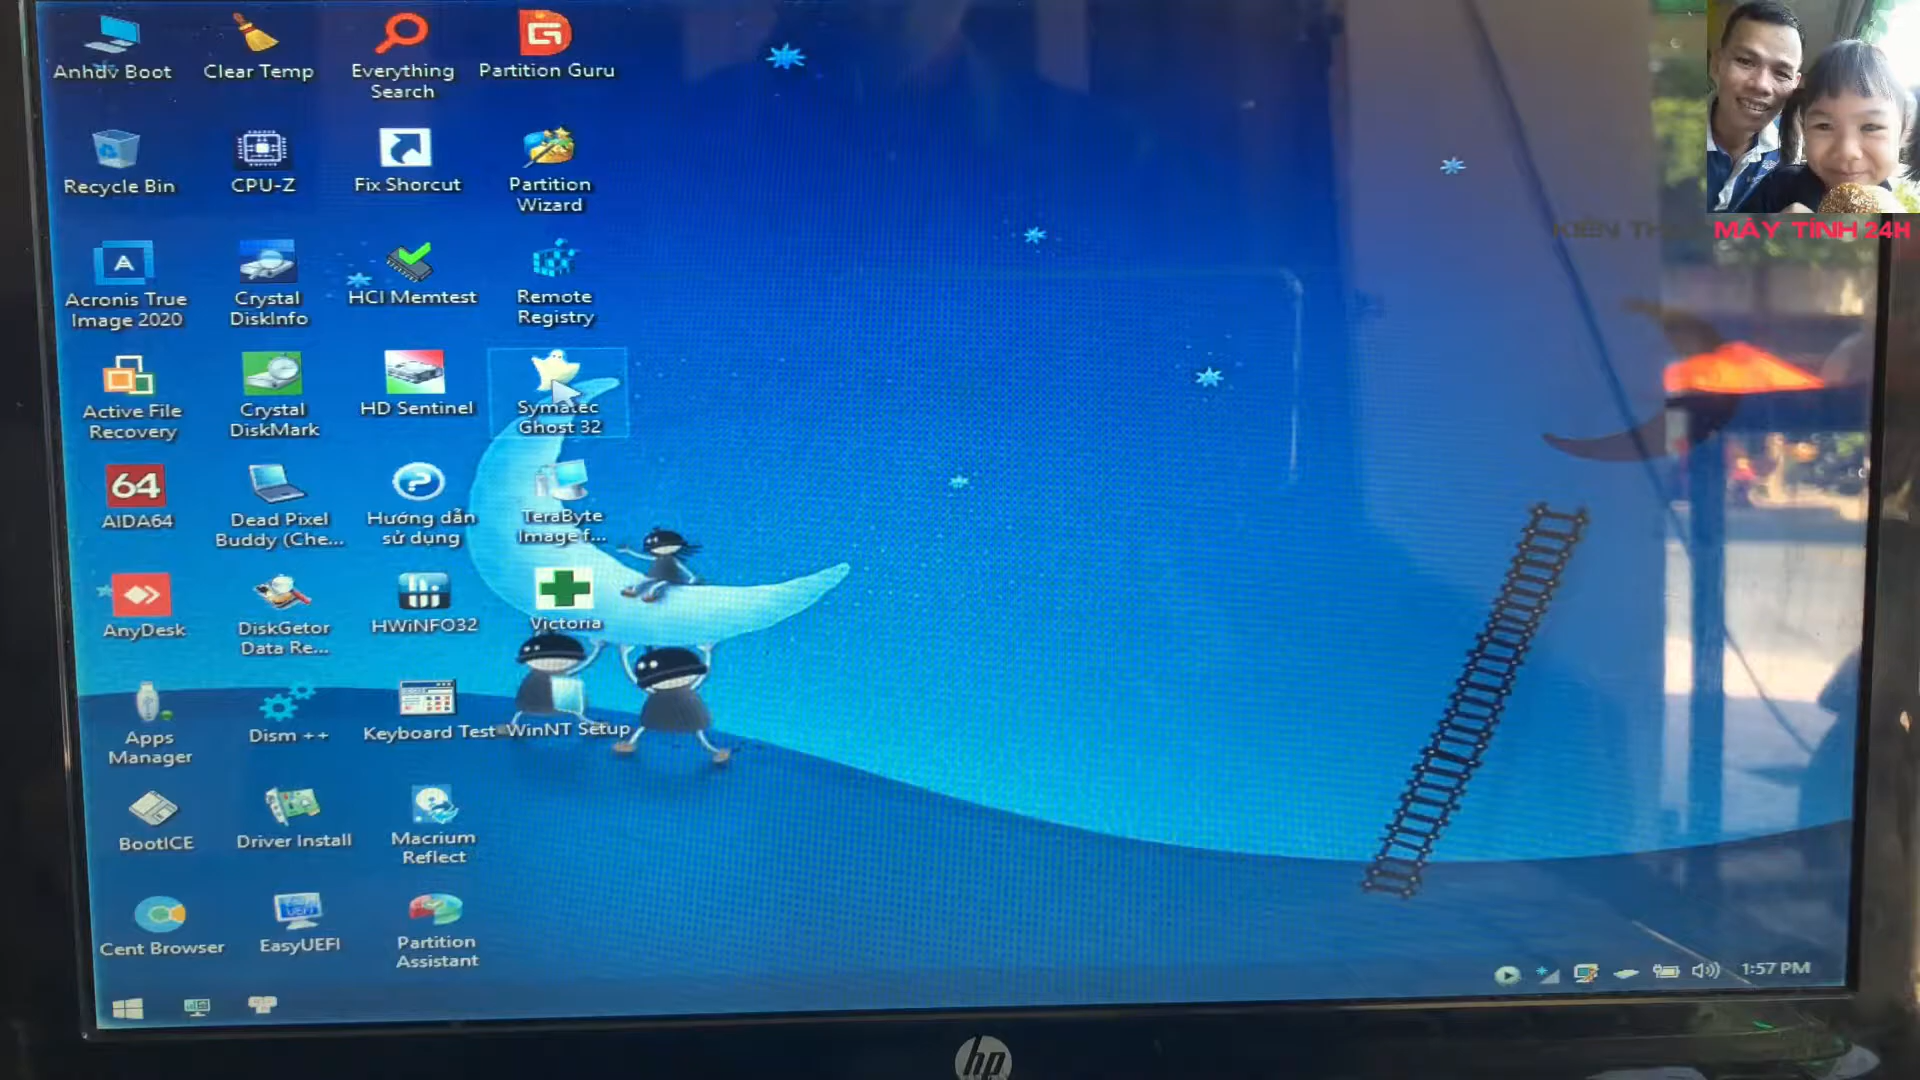 Anhdv Boot
Clear Temp
Everything
Search
Partition Guru
Recycle Bin
CPU-Z
Fix Shorcut
Partition
Wizard
A
Acronis True
Image 2020
Crystal
DiskInfo
HCI Memtest
Remote
Registry
Active File
Recovery
Crystal
DiskMark
HD Sentinel
Symatec
Ghost 32
64
AIDA64
Dead Pixel
Buddy (Che...
?
Hướng dẫn
sử dụng
TeraByte
Image f...
AnyDesk
DiskGetor
Data Re...
HWiNFO32
Victoria
Apps
Manager
Dism ++
Keyboard Test
WinNT Setup
BootICE
Driver Install
Macrium
Reflect
Cent Browser
UEFI
EasyUEFI
Partition
Assistant
1:57 PM
hp
MÁY TÍNH 24H